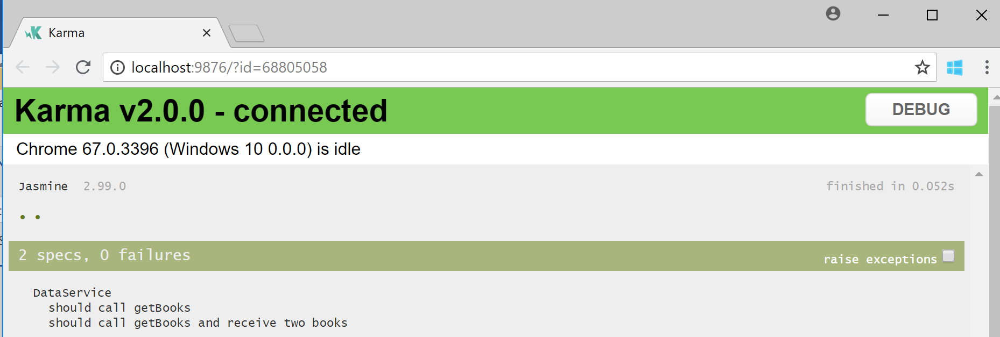 Karma
localhost:9876/?id=68805058
Karma v2.0.0 - connected
DEBUG
Chrome 67.0.3396 (Windows 10 0.0.0) is idle
Jasmine 2.99.0
finished in 0.052s
2 specs, 0 failures
raise exceptions
DataService
should call getBooks
should call getBooks and receive two books